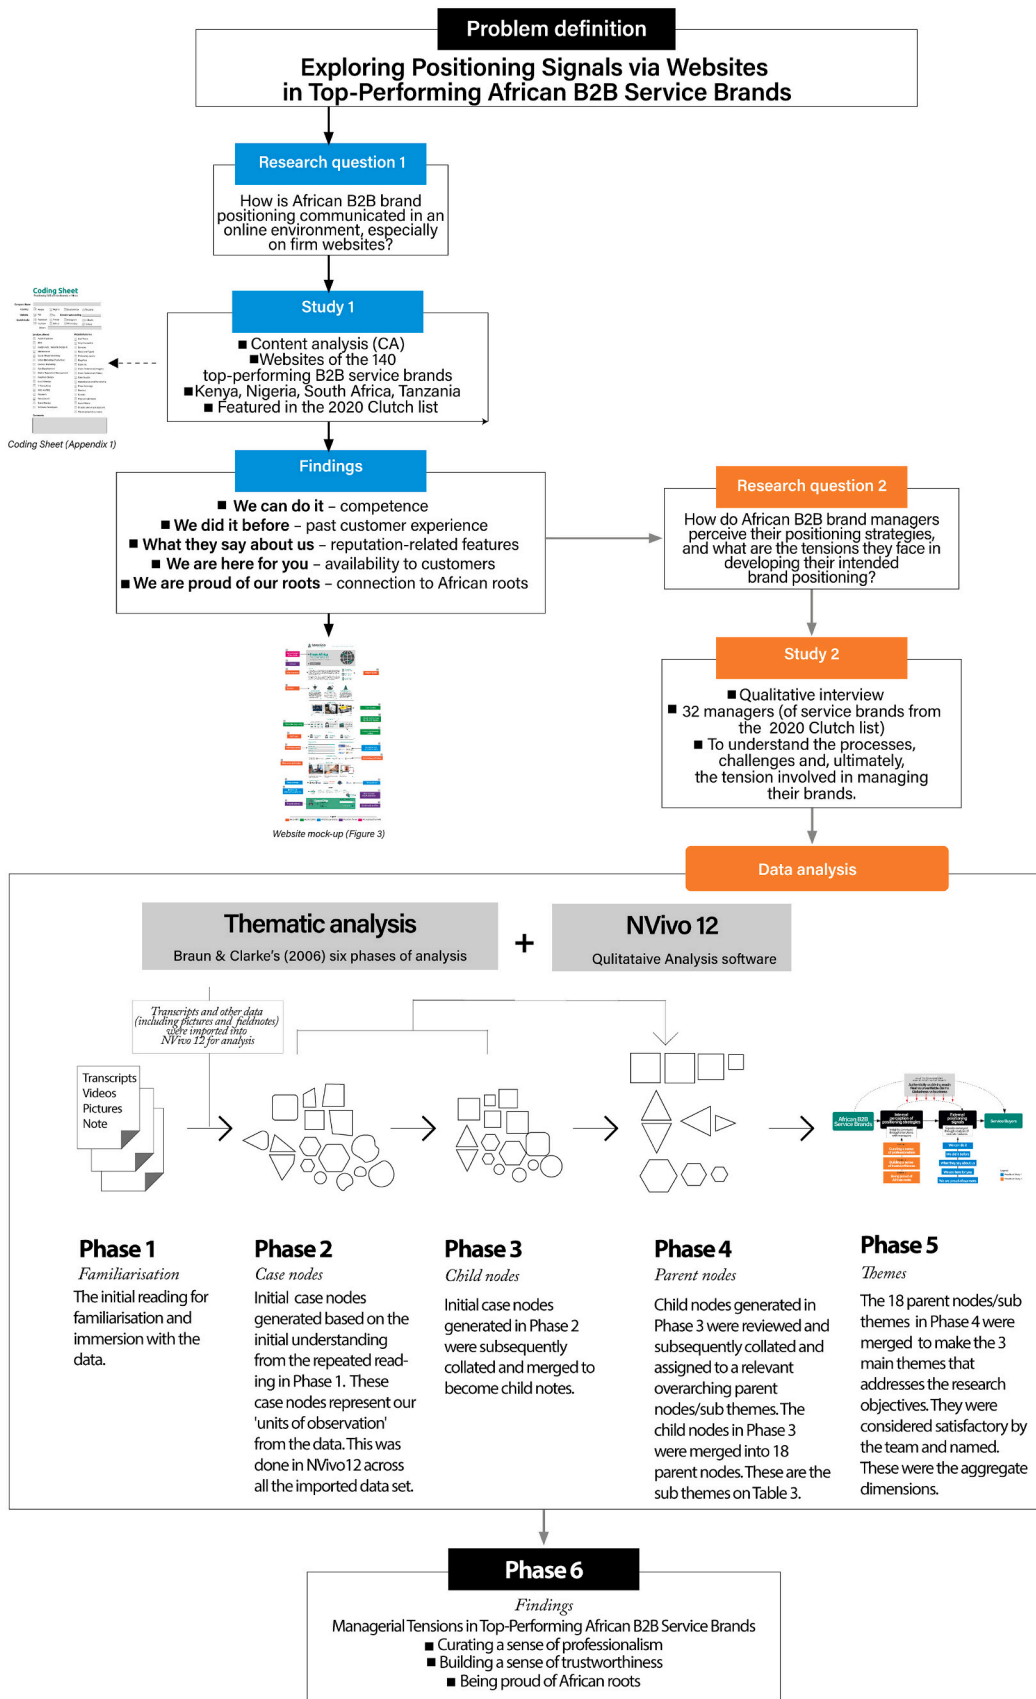 Problem definition
Exploring Positioning Signals via Websites
in Top-Performing African B2B Service Brands
Research question 1
How is African B2B brand
positioning communicated in an
online environment, especially
on firm websites?
Coding Sheet
Study 1
■ Content analysis (CA)
■ Websites of the 140
top-performing B2B service brands
■ Kenya, Nigeria, South Africa, Tanzania
■ Featured in the 2020 Clutch list
Coding Sheet (Appendix 1)
Findings
■ We can do it – competence
■ We did it before – past customer experience
■ What they say about us – reputation-related features
■ We are here for you – availability to customers
■ We are proud of our roots – connection to African roots
Research question 2
How do African B2B brand managers
perceive their positioning strategies,
and what are the tensions they face in
developing their intended
brand positioning?
Website mock-up (Figure 3)
Study 2
■ Qualitative interview
■ 32 managers (of service brands from
the 2020 Clutch list)
■ To understand the processes,
challenges and, ultimately,
the tension involved in managing
their brands.
Data analysis
Thematic analysis
Braun & Clarke's (2006) six phases of analysis
+
NVivo 12
Qulitataive Analysis software
Transcripts and other data
(including pictures and fieldnotes)
were imported into
NVivo 12 for analysis
Transcripts
Videos
Pictures
Note
African B2B
Service Brands
Internal
perception of
positioning strategies
External
positioning
signals
Service Buyers
Phase 1
Familiarisation
The initial reading for
familiarisation and
immersion with the
data.
Phase 2
Case nodes
Initial case nodes
generated based on the
initial understanding
from the repeated read-
ing in Phase 1. These
case nodes represent our
'units of observation'
from the data. This was
done in NVivo12 across
all the imported data set.
Phase 3
Child nodes
Initial case nodes
generated in Phase 2
were subsequently
collated and merged to
become child notes.
Phase 4
Parent nodes
Child nodes generated in
Phase 3 were reviewed and
subsequently collated and
assigned to a relevant
overarching parent
nodes/sub themes. The
child nodes in Phase 3
were merged into 18
parent nodes. These are the
sub themes on Table 3.
Phase 5
Themes
The 18 parent nodes/sub
themes in Phase 4 were
merged to make the 3
main themes that
addresses the research
objectives. They were
considered satisfactory by
the team and named.
These were the aggregate
dimensions.
Phase 6
Findings
Managerial Tensions in Top-Performing African B2B Service Brands
■ Curating a sense of professionalism
■ Building a sense of trustworthiness
■ Being proud of African roots